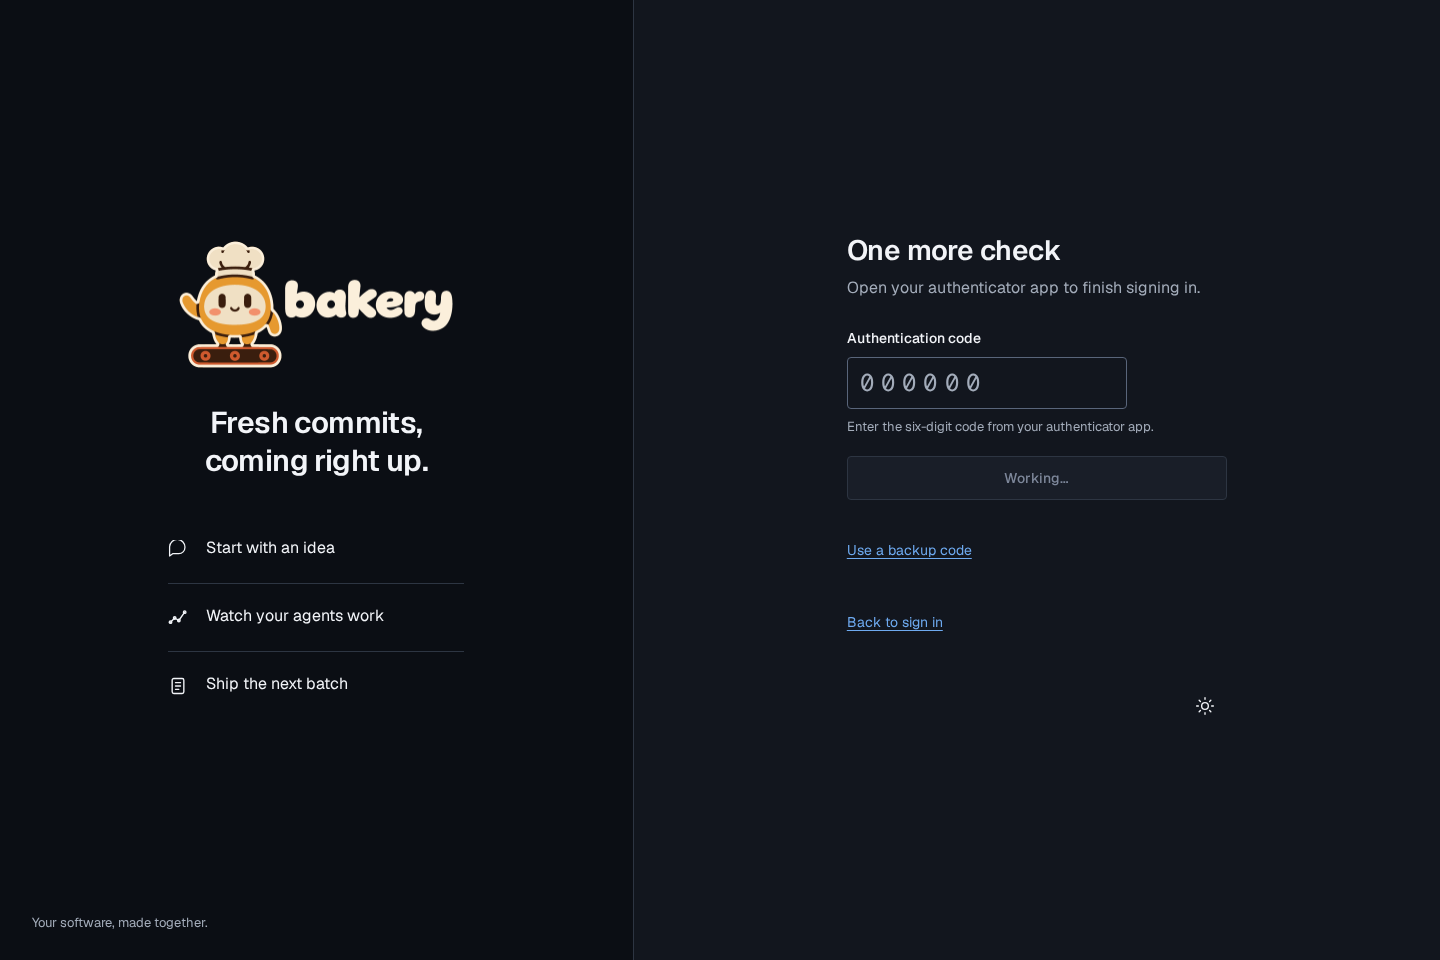 bakery
Fresh commits,
coming right up.
Start with an idea
Watch your agents work
Ship the next batch
Your software, made together.
One more check
Open your authenticator app to finish signing in.
Authentication code
000000
Enter the six-digit code from your authenticator app.
Working...
Use a backup code
Back to sign in